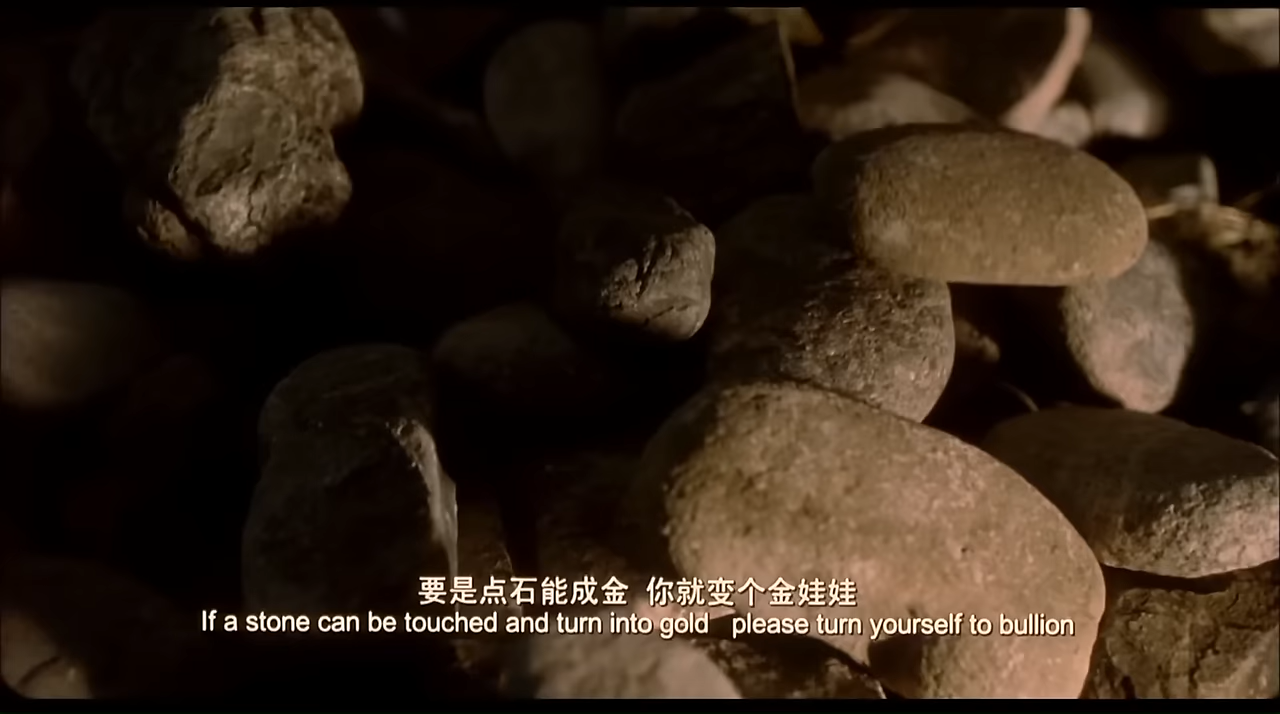 要是点石能成金 你就变个金娃娃
If a stone can be touched and turn into gold please turn yourself to bullion